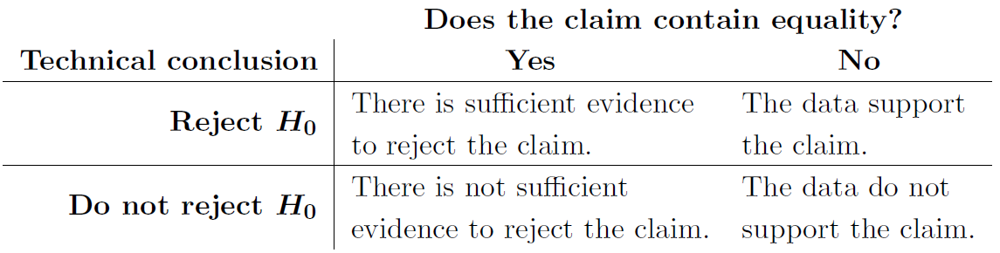 Does the claim contain equality?
Technical conclusion Yes No
Reject H₀ There is sufficient evidence to reject the claim. The data support the claim.
Do not reject H₀ There is not sufficient evidence to reject the claim. The data do not support the claim.